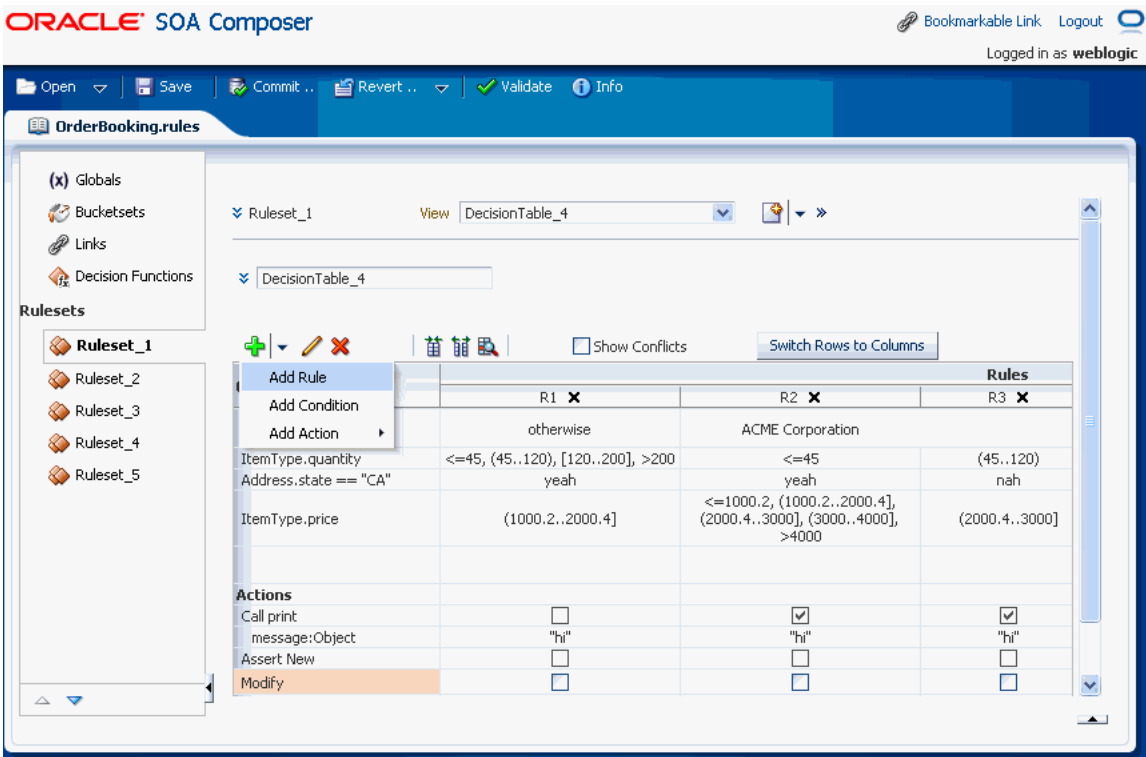 ORACLE SOA Composer
Bookmarkable Link Logout
Logged in as weblogic
Open Save Commit .. Revert .. Validate Info
OrderBooking.rules
(x) Globals
Bucketsets
Links
Decision Functions
Rulesets
Ruleset_1
Ruleset_2
Ruleset_3
Ruleset_4
Ruleset_5
Ruleset_1 View DecisionTable_4
DecisionTable_4
Show Conflicts Switch Rows to Columns
Add Rule
Add Condition
Add Action
Rules
R1 R2 R3
otherwise ACME Corporation
ItemType.quantity <=45, (45..120), [120..200], >200 <=45 (45..120)
Address.state == "CA" yeah yeah nah
ItemType.price (1000.2..2000.4] <=1000.2, (1000.2..2000.4], (2000.4..3000]
(2000.4..3000], (3000..4000],
>4000
Actions
Call print
message:Object "hi" "hi" "hi"
Assert New
Modify